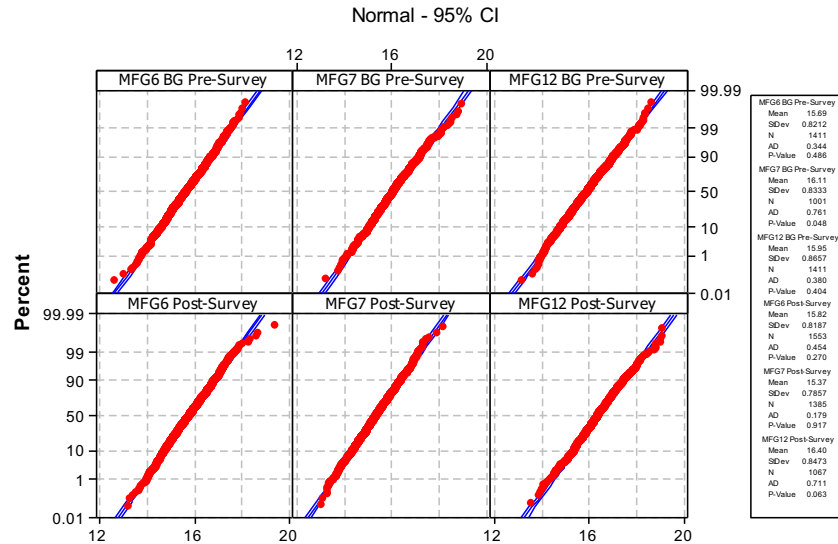 Normal - 95% CI
12 16 20
MFG6 BG Pre-Survey MFG7 BG Pre-Survey MFG12 BG Pre-Survey
99.99
99
90
50
10
1
0.01
MFG6 Post-Survey MFG7 Post-Survey MFG12 Post-Survey
99.99
99
90
50
10
1
0.01
Percent
12 16 20 12 16 20
MFG6 BG Pre-Survey
Mean 15.69
StDev 0.8212
N 1411
AD 0.344
P-Value 0.486
MFG7 BG Pre-Survey
Mean 16.11
StDev 0.8333
N 1001
AD 0.761
P-Value 0.048
MFG12 BG Pre-Survey
Mean 15.95
StDev 0.8657
N 1411
AD 0.380
P-Value 0.404
MFG6 Post-Survey
Mean 15.82
StDev 0.8187
N 1553
AD 0.454
P-Value 0.270
MFG7 Post-Survey
Mean 15.37
StDev 0.7857
N 1385
AD 0.179
P-Value 0.917
MFG12 Post-Survey
Mean 16.40
StDev 0.8473
N 1067
AD 0.711
P-Value 0.063